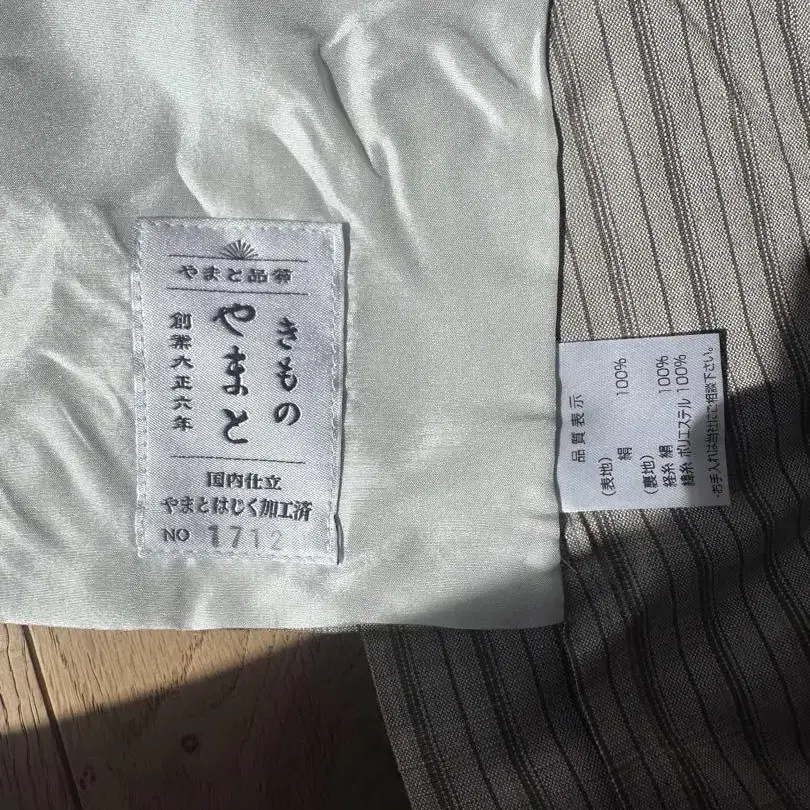 やまと品番
きもの
やまと
創業大正六年
国内仕立
やまとはじく加工済
NO 1712
品質表示
(表地)
絹 100%
(裏地)
経糸 絹 100%
緯糸 ポリエステル 100%
・お手入れは当社にご相談下さい。